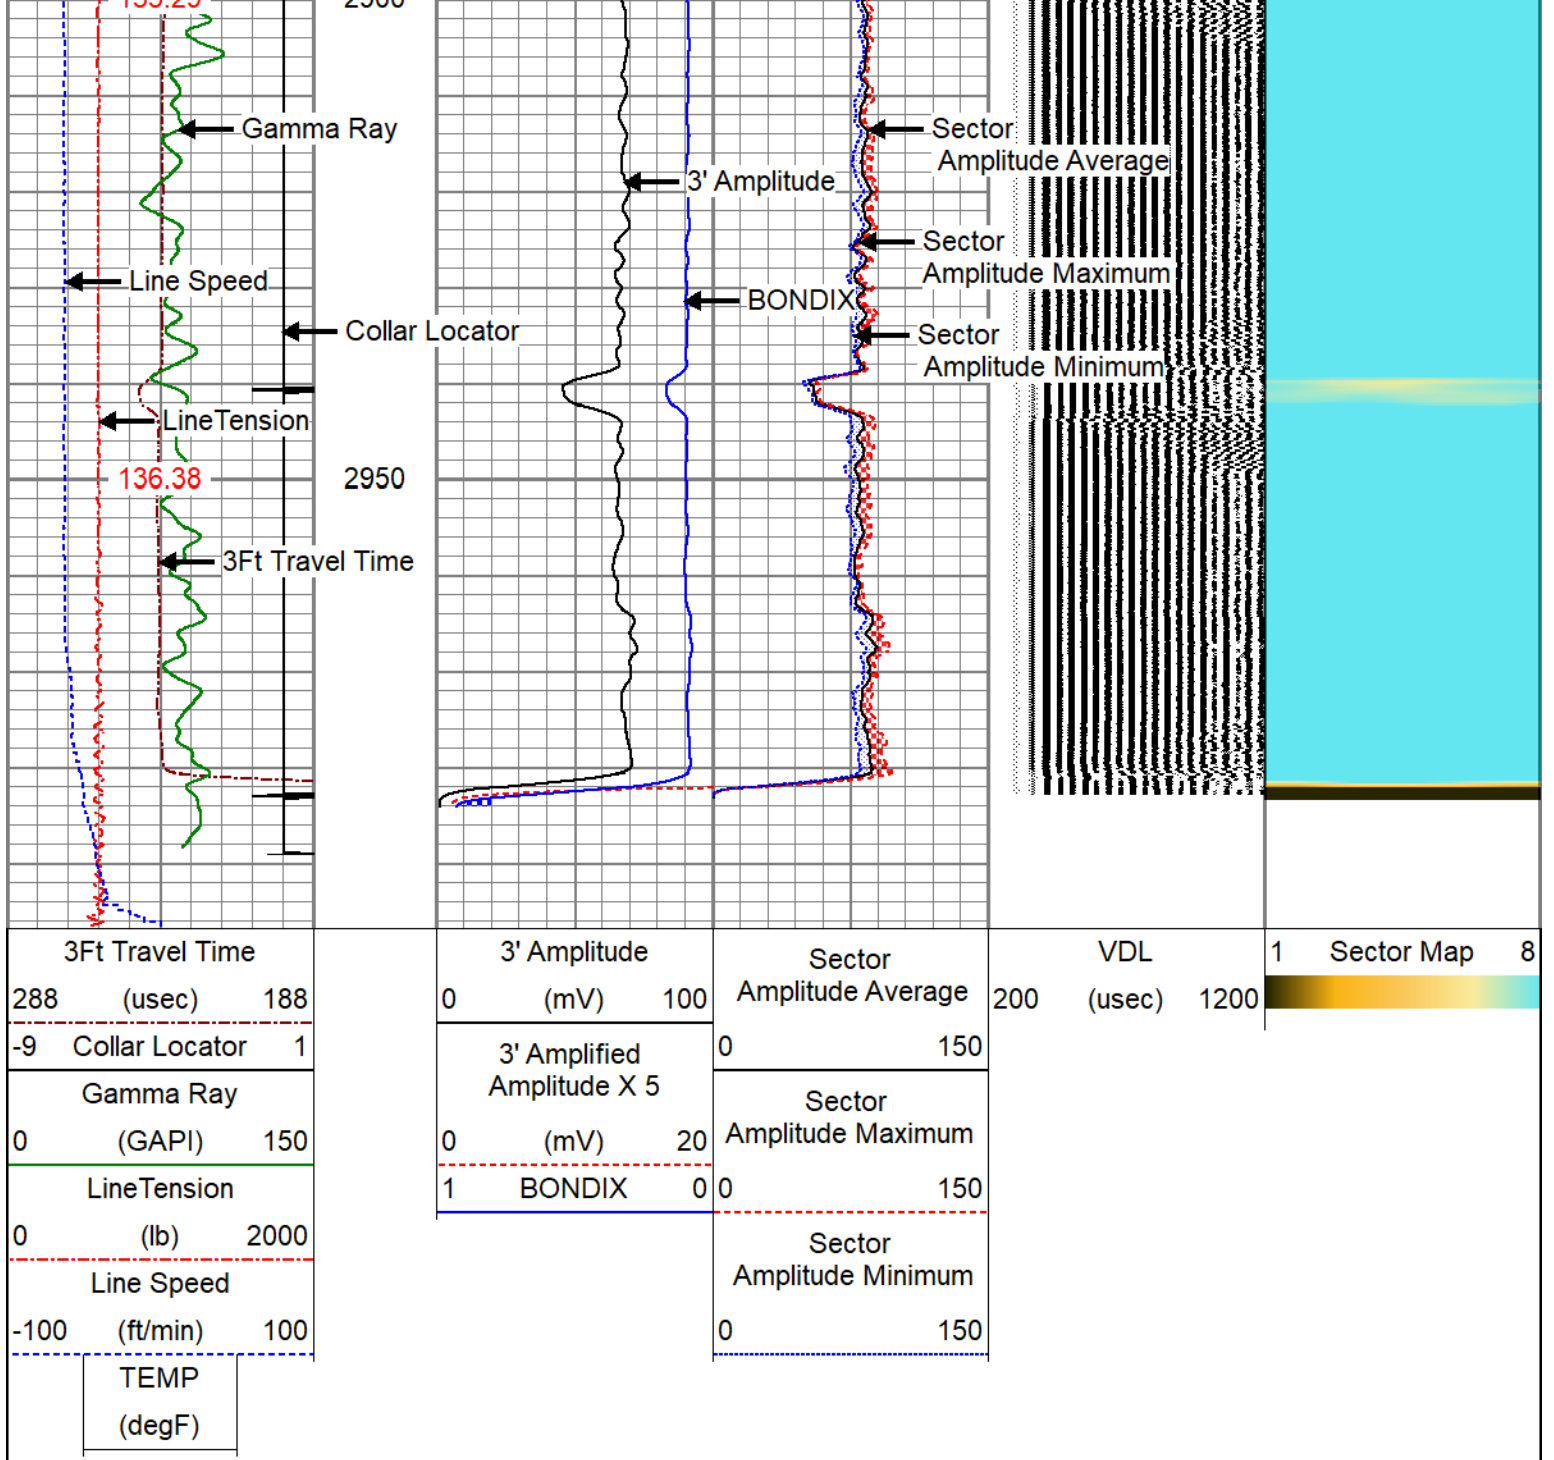 Gamma Ray
Sector
Amplitude Average
3' Amplitude
Sector
Amplitude Maximum
Line Speed
BONDIX
Collar Locator
Sector
Amplitude Minimum
LineTension
136.38
2950
3Ft Travel Time
3Ft Travel Time
288 (usec) 188
-9 Collar Locator 1
Gamma Ray
0 (GAPI) 150
LineTension
0 (lb) 2000
Line Speed
-100 (ft/min) 100
TEMP
(degF)
3' Amplitude
0 (mV) 100
3' Amplified
Amplitude X 5
0 (mV) 20
1 BONDIX 0
Sector
Amplitude Average
0 150
Sector
Amplitude Maximum
0 150
Sector
Amplitude Minimum
0 150
VDL
200 (usec) 1200
1 Sector Map 8